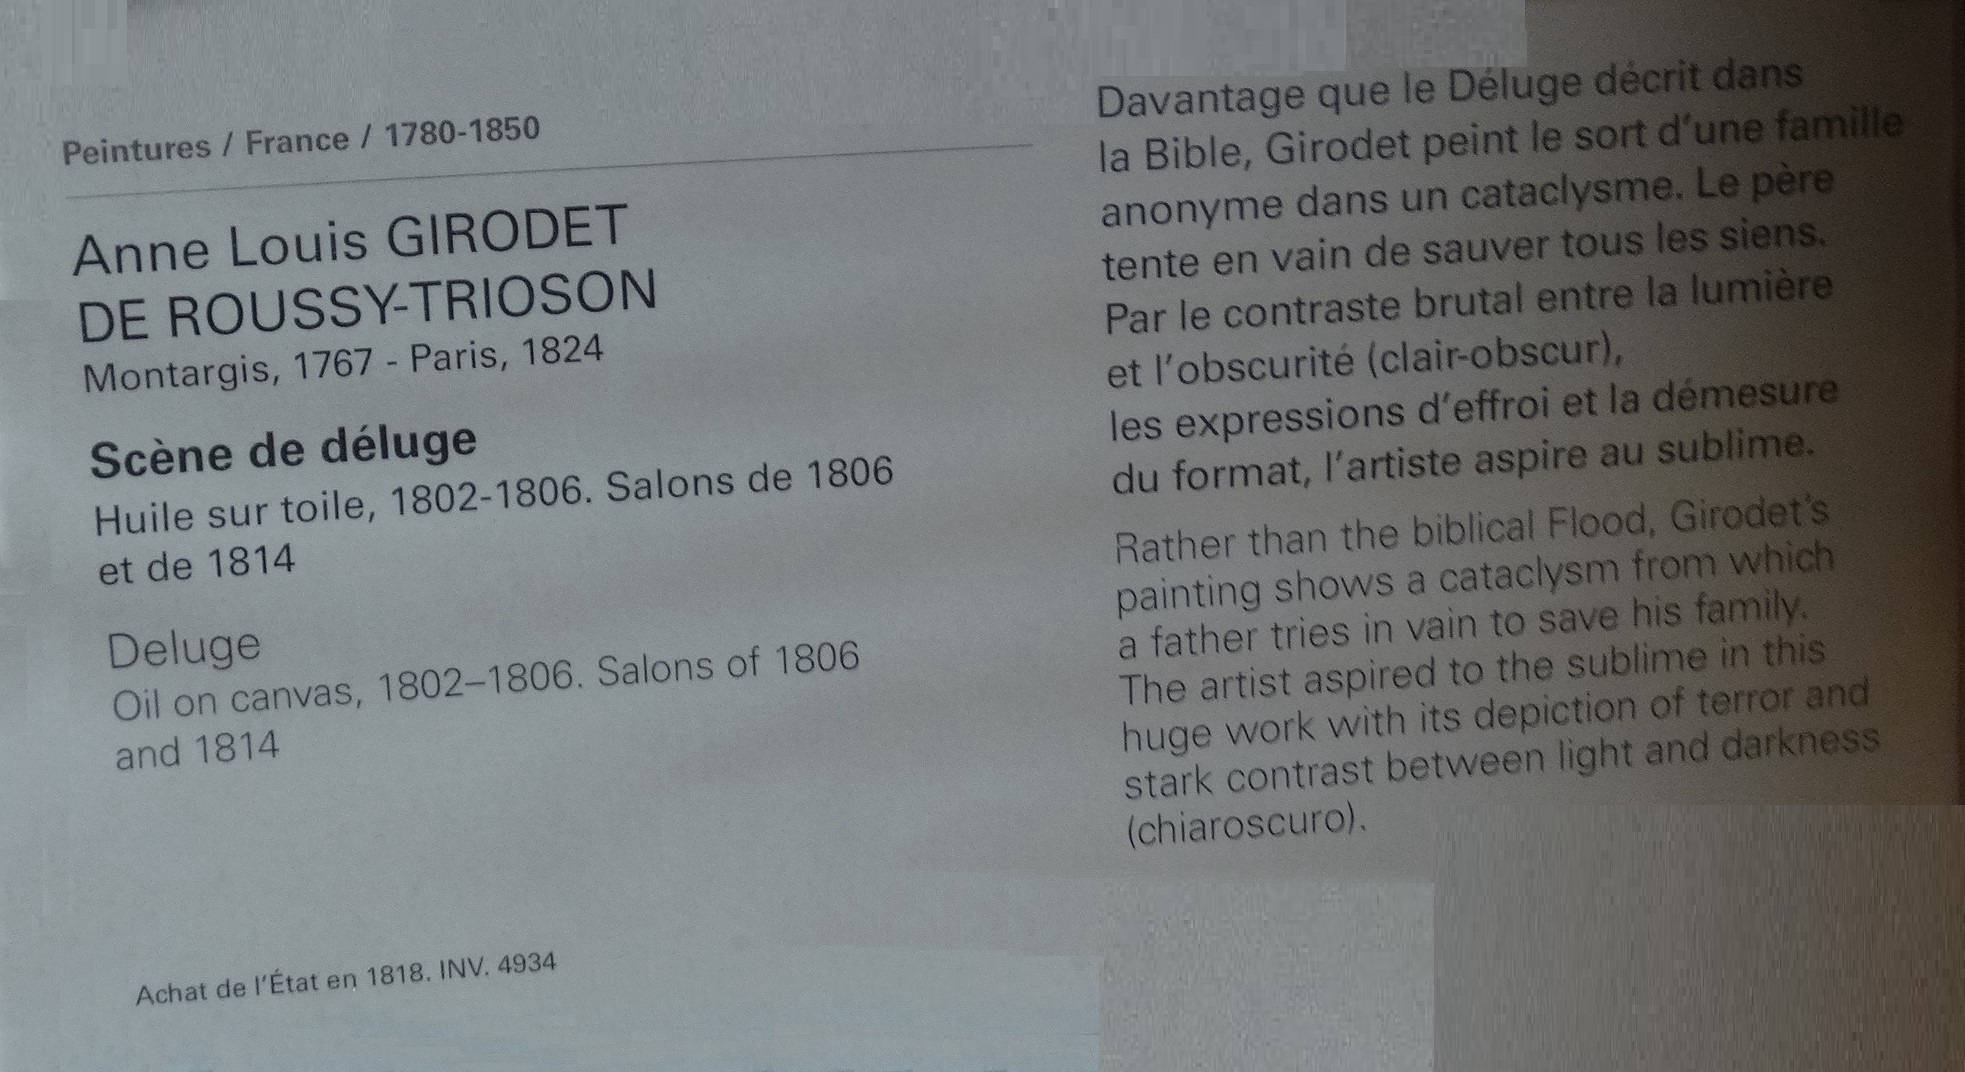 Peintures / France / 1780-1850
Anne Louis GIRODET
DE ROUSSY-TRIOSON
Montargis, 1767 - Paris, 1824
Scène de déluge
Huile sur toile, 1802-1806. Salons de 1806
et de 1814
Deluge
Oil on canvas, 1802–1806. Salons of 1806
and 1814
Achat de l'État en 1818. INV. 4934
Davantage que le Déluge décrit dans
la Bible, Girodet peint le sort d'une famille
anonyme dans un cataclysme. Le père
tente en vain de sauver tous les siens.
Par le contraste brutal entre la lumière
et l'obscurité (clair-obscur),
les expressions d'effroi et la démesure
du format, l'artiste aspire au sublime.
Rather than the biblical Flood, Girodet's
painting shows a cataclysm from which
a father tries in vain to save his family.
The artist aspired to the sublime in this
huge work with its depiction of terror and
stark contrast between light and darkness
(chiaroscuro).